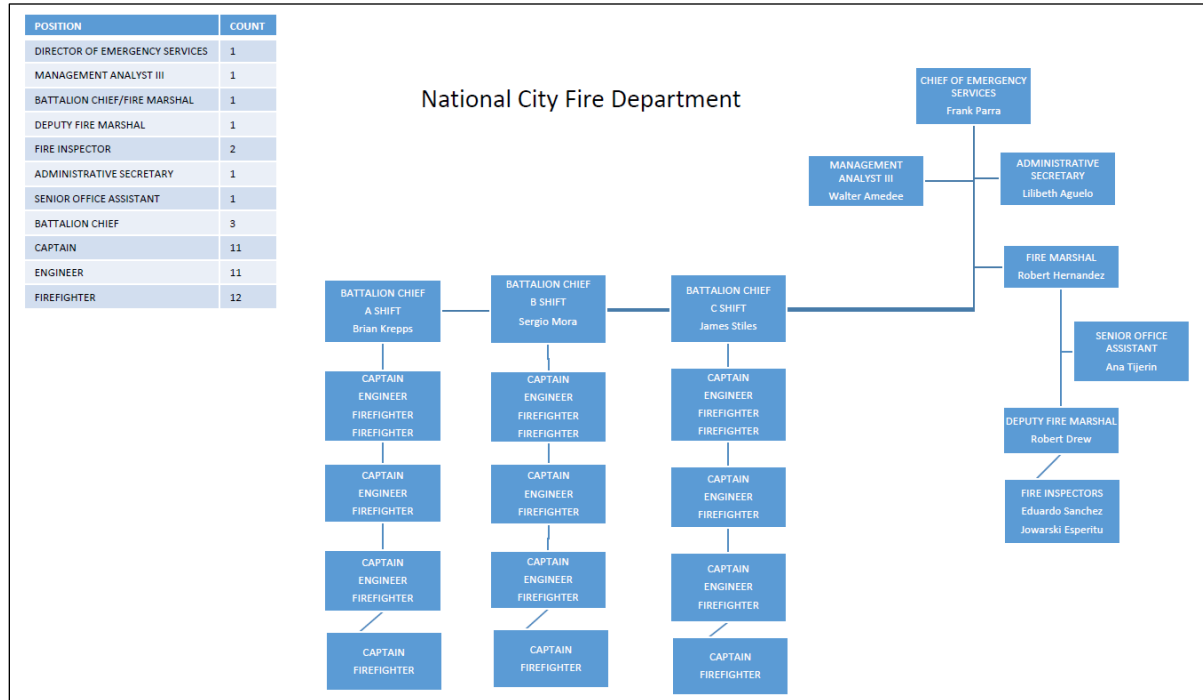 POSITION COUNT
DIRECTOR OF EMERGENCY SERVICES 1
MANAGEMENT ANALYST III 1
BATTALION CHIEF/FIRE MARSHAL 1
DEPUTY FIRE MARSHAL 1
FIRE INSPECTOR 2
ADMINISTRATIVE SECRETARY 1
SENIOR OFFICE ASSISTANT 1
BATTALION CHIEF 3
CAPTAIN 11
ENGINEER 11
FIREFIGHTER 12
National City Fire Department
CHIEF OF EMERGENCY
SERVICES
Frank Parra
MANAGEMENT
ANALYST III
Walter Amedee
ADMINISTRATIVE
SECRETARY
Lilibeth Aguelo
FIRE MARSHAL
Robert Hernandez
SENIOR OFFICE
ASSISTANT
Ana Tijerin
DEPUTY FIRE MARSHAL
Robert Drew
FIRE INSPECTORS
Eduardo Sanchez
Jowarski Esperitu
BATTALION CHIEF
A SHIFT
Brian Krepps
CAPTAIN
ENGINEER
FIREFIGHTER
FIREFIGHTER
CAPTAIN
ENGINEER
FIREFIGHTER
CAPTAIN
ENGINEER
FIREFIGHTER
CAPTAIN
FIREFIGHTER
BATTALION CHIEF
B SHIFT
Sergio Mora
CAPTAIN
ENGINEER
FIREFIGHTER
FIREFIGHTER
CAPTAIN
ENGINEER
FIREFIGHTER
CAPTAIN
ENGINEER
FIREFIGHTER
CAPTAIN
FIREFIGHTER
BATTALION CHIEF
C SHIFT
James Stiles
CAPTAIN
ENGINEER
FIREFIGHTER
FIREFIGHTER
CAPTAIN
ENGINEER
FIREFIGHTER
CAPTAIN
ENGINEER
FIREFIGHTER
CAPTAIN
FIREFIGHTER